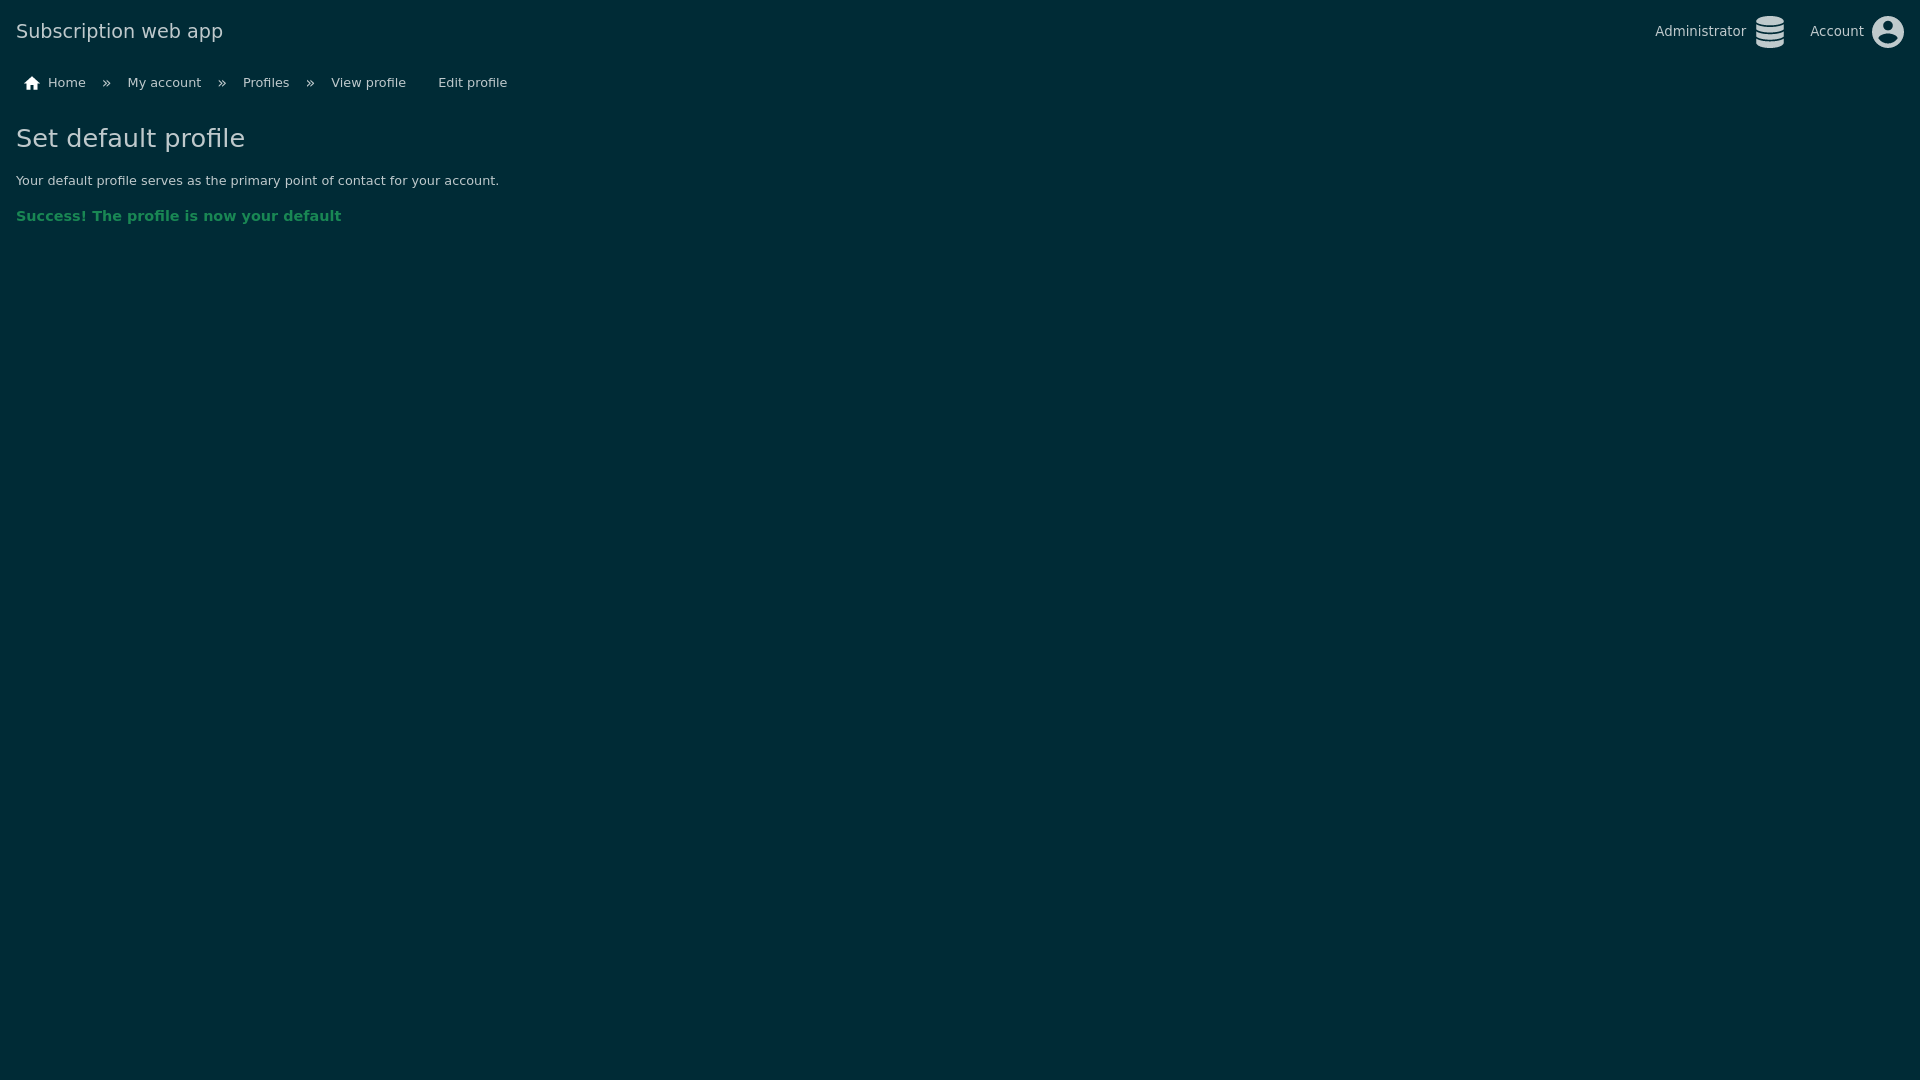 Subscription web app
Administrator
Account
Home » My account » Profiles » View profile Edit profile
Set default profile
Your default profile serves as the primary point of contact for your account.
Success! The profile is now your default